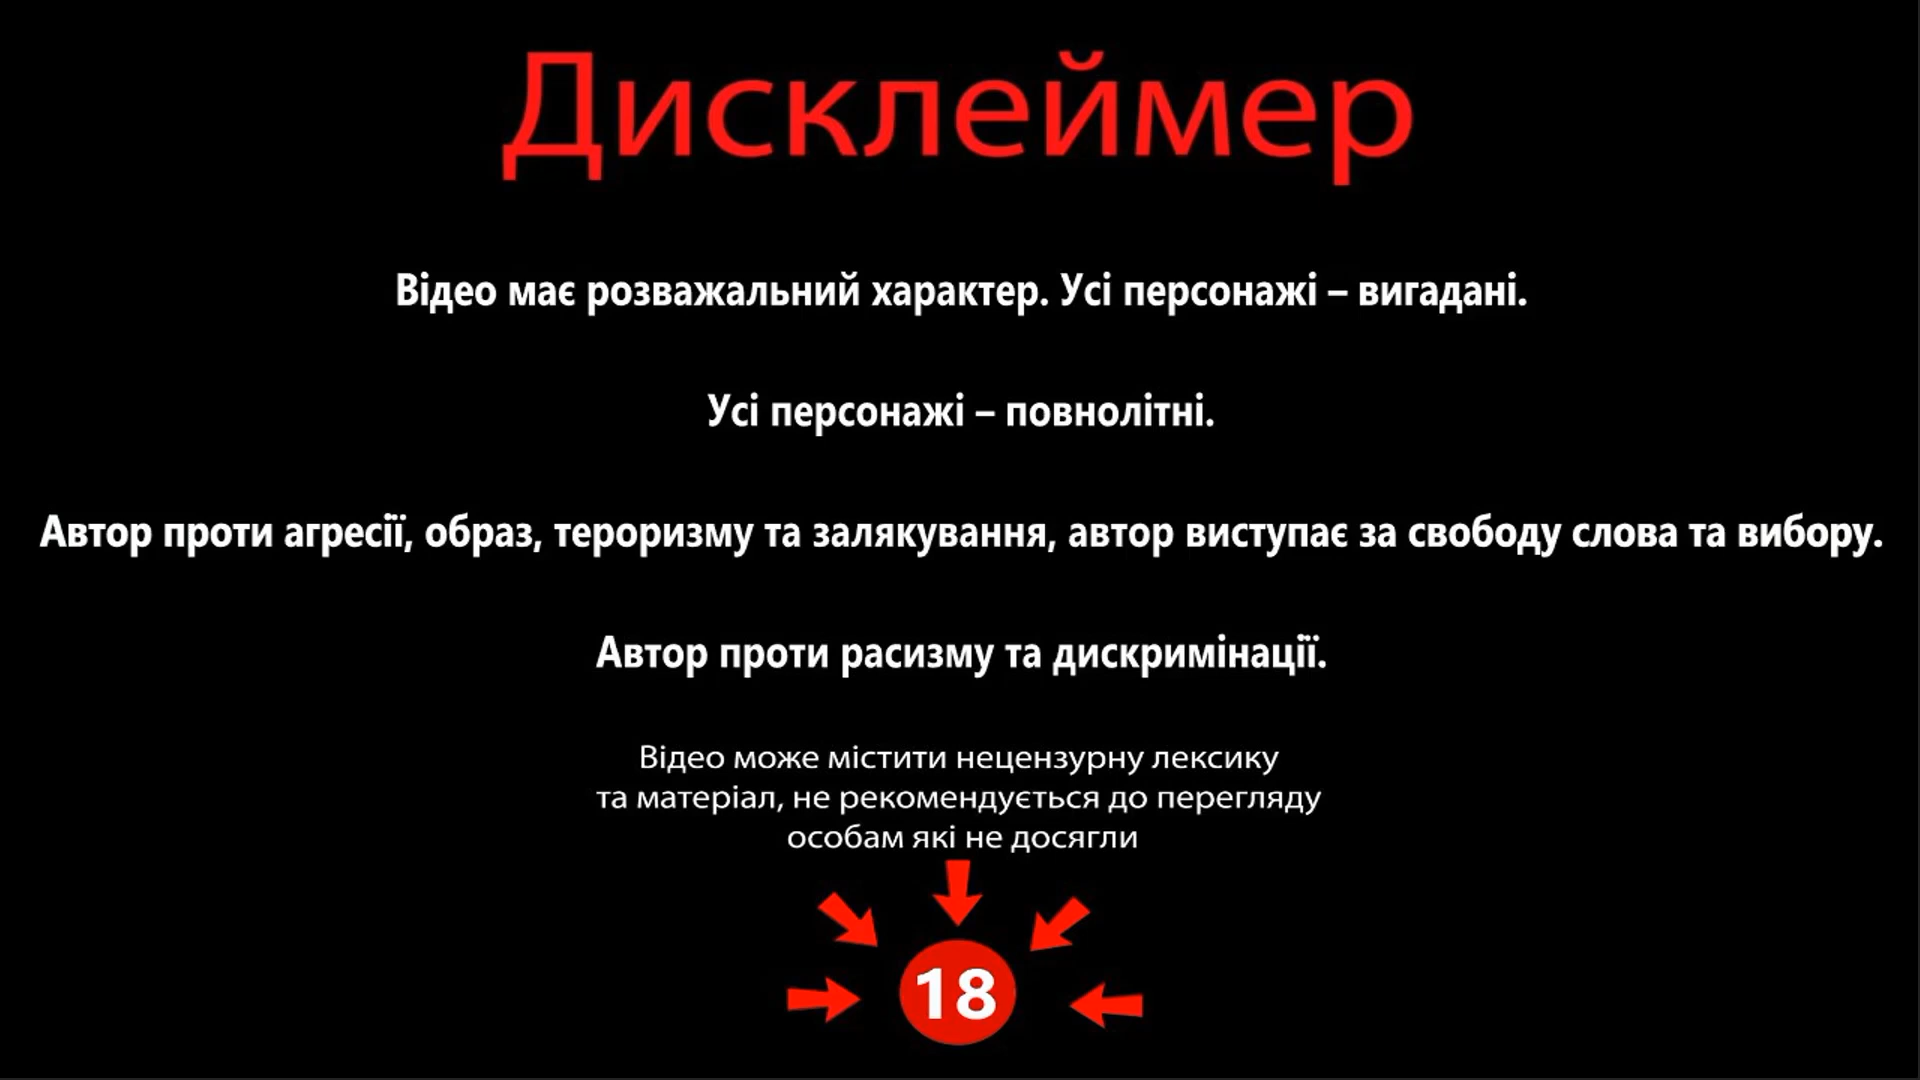 Дисклеймер
Відео має розважальний характер. Усі персонажі – вигадані.
Усі персонажі – повнолітні.
Автор проти агресії, образ, тероризму та залякування, автор виступає за свободу слова та вибору.
Автор проти расизму та дискримінації.
Відео може містити нецензурну лексику
та матеріал, не рекомендується до перегляду
особам які не досягли
18